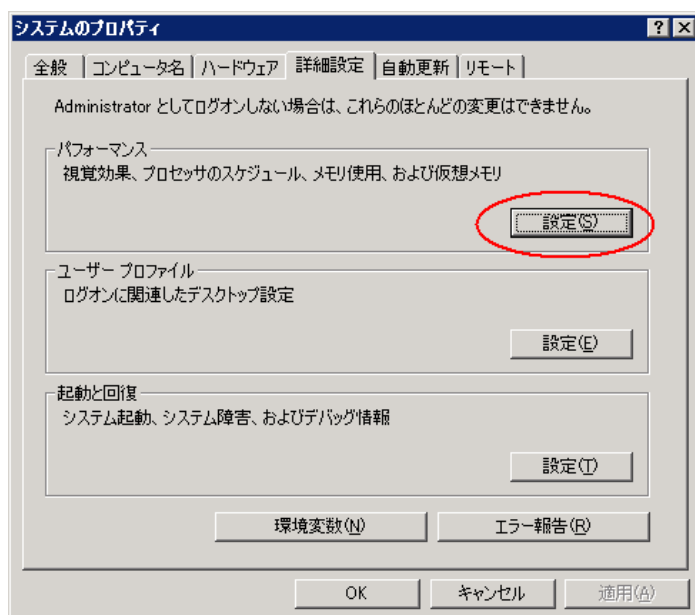 システムのプロパティ
全般 コンピュータ名 ハードウェア 詳細設定 自動更新 リモート
Administrator としてログオンしない場合は、これらのほとんどの変更はできません。
パフォーマンス
視覚効果、プロセッサのスケジュール、メモリ使用、および仮想メモリ
設定(S)
ユーザー プロファイル
ログオンに関連したデスクトップ設定
設定(E)
起動と回復
システム起動、システム障害、およびデバッグ情報
設定(T)
環境変数(N) エラー報告(R)
OK キャンセル 適用(A)